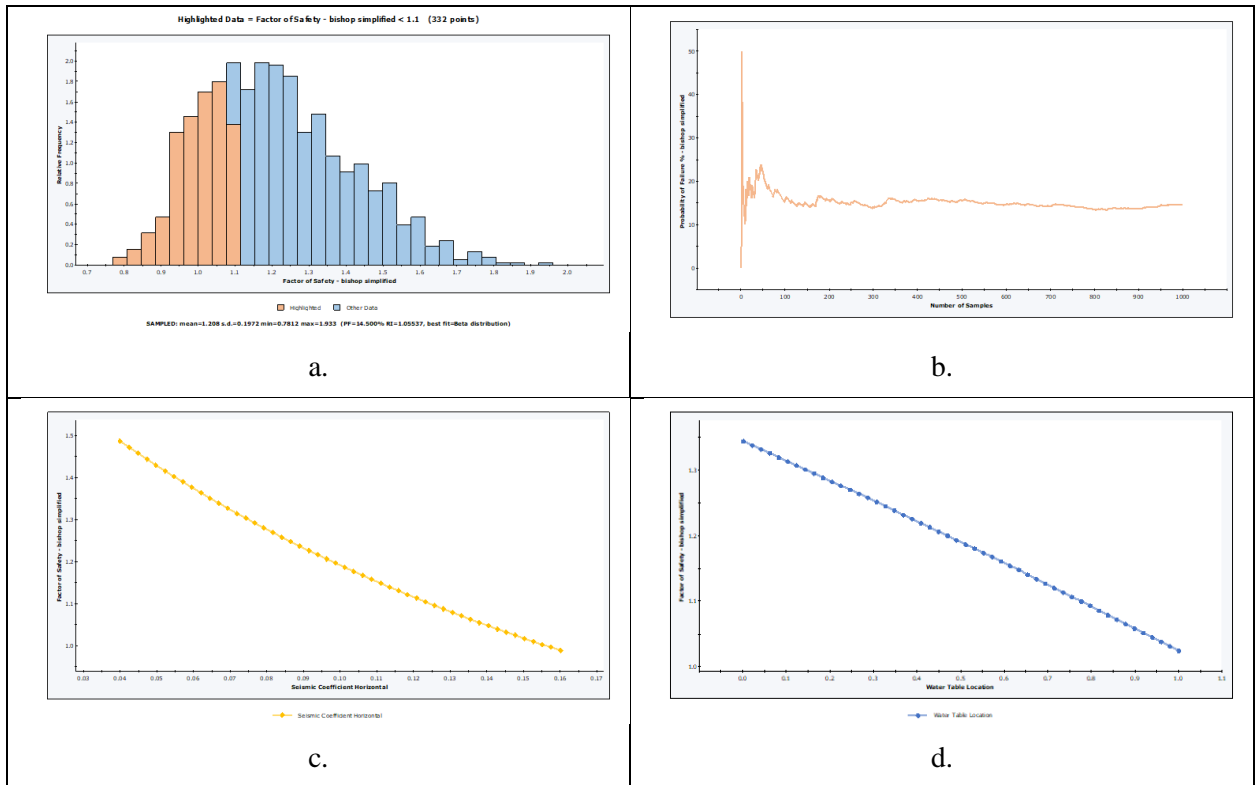 Highlighted Data = Factor of Safety - bishop simplified < 1.1 (332 points)
2.0
1.8
1.6
1.4
1.2
1.0
0.8
0.6
0.4
0.2
0.0
Relative Frequency
0.7 0.8 0.9 1.0 1.1 1.2 1.3 1.4 1.5 1.6 1.7 1.8 1.9 2.0
Factor of Safety - bishop simplified
Highlighted Other Data
SAMPLED: mean=1.208 s.d.=0.1972 min=0.7812 max=1.933 (PF=14.500% RI=1.05537, best fit=Beta distribution)
a.
50
40
30
20
10
0
Probability of Failure % - bishop simplified
0 100 200 300 400 500 600 700 800 900 1000
Number of Samples
b.
1.5
1.4
1.3
1.2
1.1
1.0
Factor of Safety - bishop simplified
0.03 0.04 0.05 0.06 0.07 0.08 0.09 0.10 0.11 0.12 0.13 0.14 0.15 0.16 0.17
Seismic Coefficient Horizontal
Seismic Coefficient Horizontal
c.
1.3
1.2
1.1
1.0
Factor of Safety - bishop simplified
0.0 0.1 0.2 0.3 0.4 0.5 0.6 0.7 0.8 0.9 1.0 1.1
Water Table Location
Water Table Location
d.